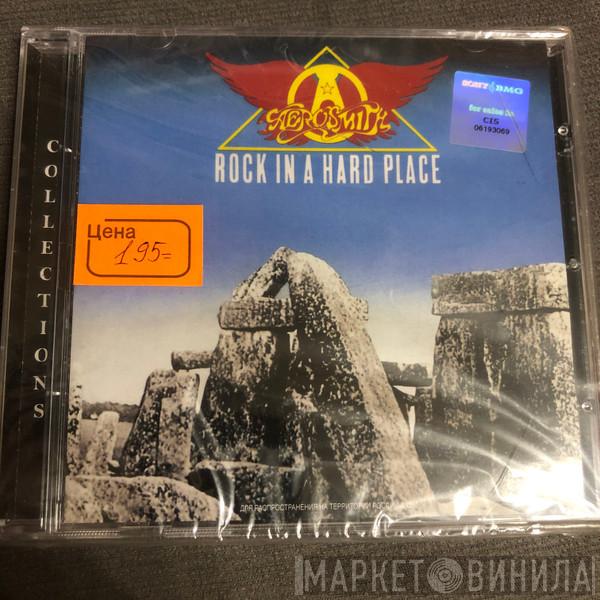 COLLECTIONS
AEROSMITH
ROCK IN A HARD PLACE
SONY BMG
for sales in
CIS
06193069
Цена
195=
ДЛЯ РАСПРОСТРАНЕНИЯ НА ТЕРРИТОРИИ
МАРКЕТ ВИНИЛА